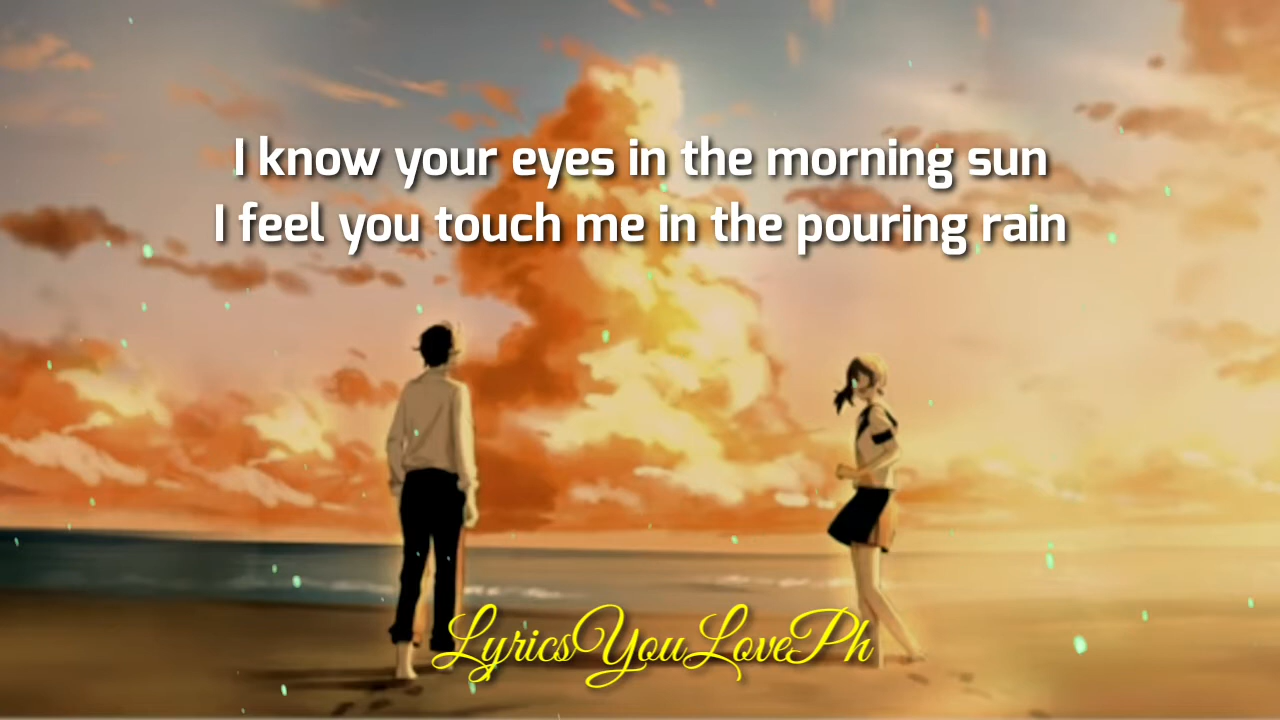 I know your eyes in the morning sun
I feel you touch me in the pouring rain
LyricsYouLovePh